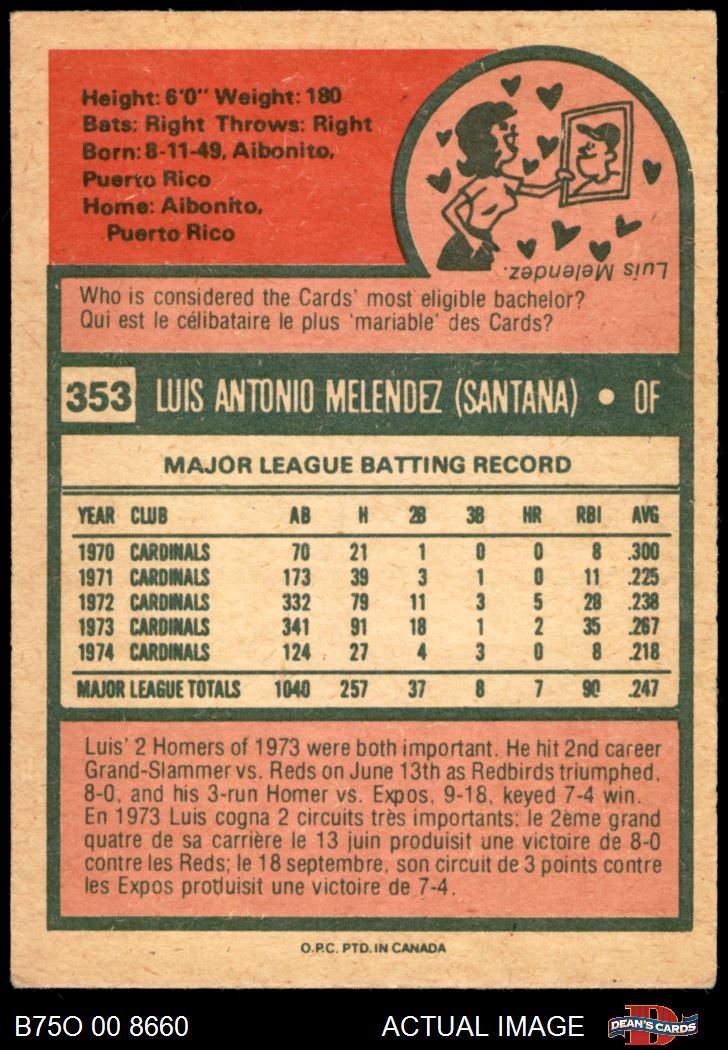 Height: 6'0" Weight: 180
Bats: Right Throws: Right
Born: 8-11-49, Aibonito,
Puerto Rico
Home: Aibonito,
Puerto Rico
Luis Melendez.
Who is considered the Cards' most eligible bachelor?
Qui est le célibataire le plus 'mariable' des Cards?
353 LUIS ANTONIO MELENDEZ (SANTANA) • OF
MAJOR LEAGUE BATTING RECORD
YEAR CLUB AB H 2B 3B HR RBI AVG
1970 CARDINALS 70 21 1 0 0 8 .300
1971 CARDINALS 173 39 3 1 0 11 .225
1972 CARDINALS 332 79 11 3 5 28 .238
1973 CARDINALS 341 91 18 1 2 35 .267
1974 CARDINALS 124 27 4 3 0 8 .218
MAJOR LEAGUE TOTALS 1040 257 37 8 7 90 .247
Luis' 2 Homers of 1973 were both important. He hit 2nd career
Grand-Slammer vs. Reds on June 13th as Redbirds triumphed,
8-0, and his 3-run Homer vs. Expos, 9-18, keyed 7-4 win.
En 1973 Luis cogna 2 circuits très importants: le 2ème grand
quatre de sa carrière le 13 juin produisit une victoire de 8-0
contre les Reds; le 18 septembre, son circuit de 3 points contre
les Expos produisit une victoire de 7-4.
O.P.C. PTD. IN CANADA
B75O 00 8660 ACTUAL IMAGE DEAN'S CARDS